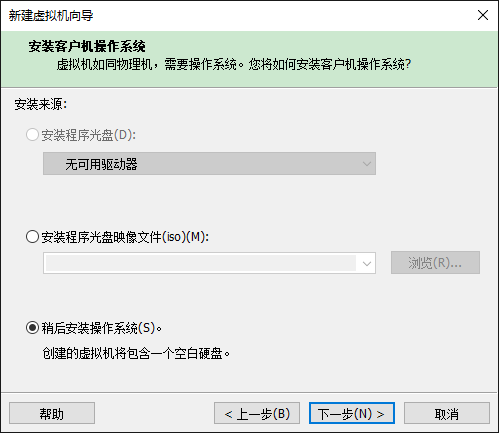 新建虚拟机向导
安装客户机操作系统
虚拟机如同物理机，需要操作系统。您将如何安装客户机操作系统?
安装来源:
安装程序光盘(D):
无可用驱动器
安装程序光盘映像文件(iso)(M):
浏览(R)...
稍后安装操作系统(S)。
创建的虚拟机将包含一个空白硬盘。
帮助
< 上一步(B)
下一步(N) >
取消